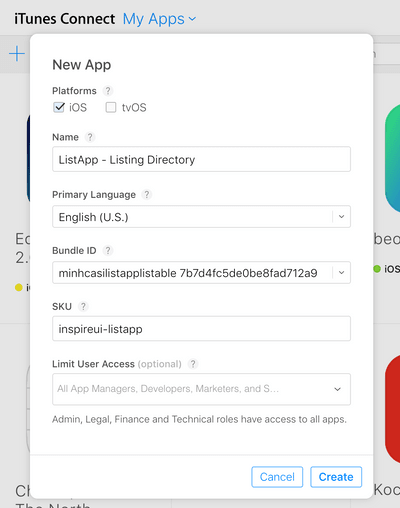 iTunes Connect My Apps
New App
Platforms ?
iOS tvOS
Name ?
ListApp - Listing Directory
Primary Language ?
English (U.S.)
Bundle ID ?
minhcasilistapplistable 7b7d4fc5de0be8fad712a9
SKU ?
inspireui-listapp
Limit User Access (optional) ?
All App Managers, Developers, Marketers, and S...
Admin, Legal, Finance and Technical roles have access to all apps.
Cancel Create
Ec
2.
bec
iOS
Ch
The North
Koc